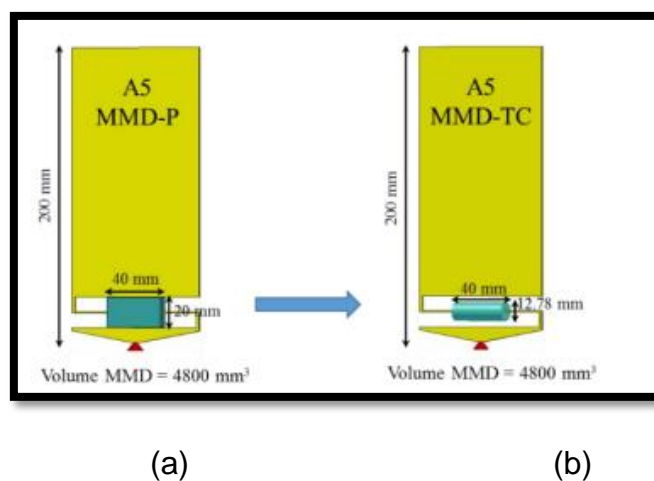 A5
MMD-P
200 mm
40 mm
20 mm
Volume MMD = 4800 mm³
A5
MMD-TC
200 mm
40 mm
12.78 mm
Volume MMD = 4800 mm³
(a)
(b)